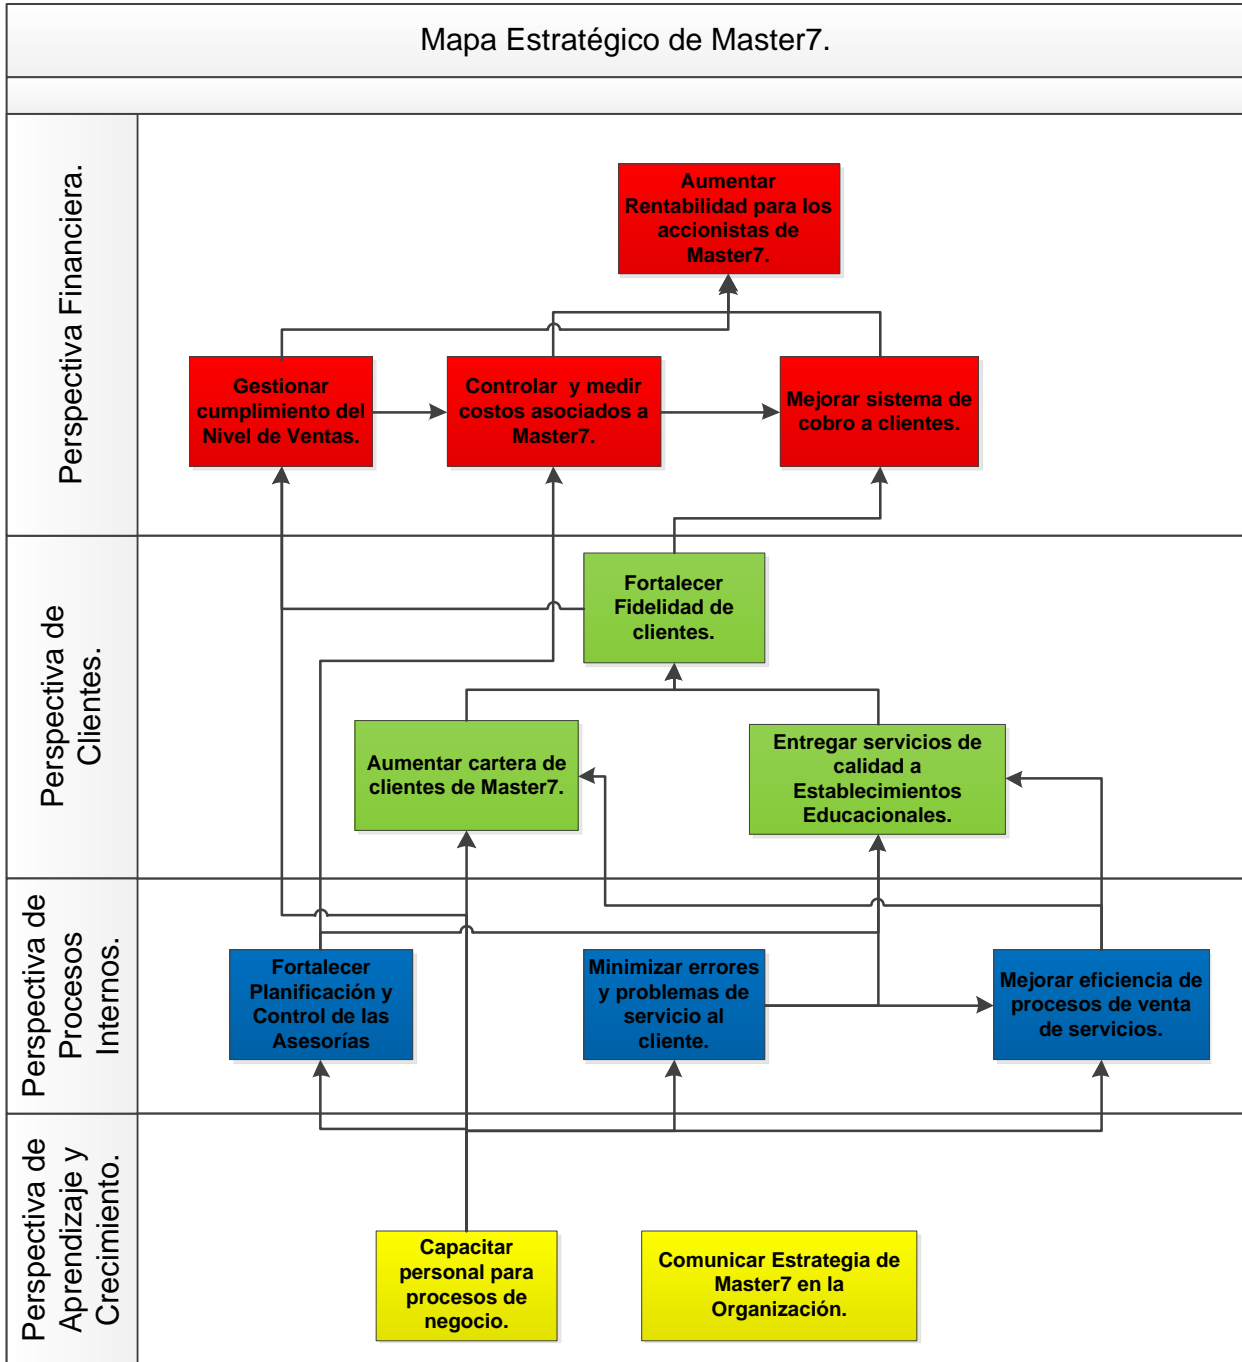 Mapa Estratégico de Master7.
Perspectiva Financiera.
Aumentar
Rentabilidad para los
accionistas de
Master7.
Gestionar
cumplimiento del
Nivel de Ventas.
Controlar y medir
costos asociados a
Master7.
Mejorar sistema de
cobro a clientes.
Perspectiva de
Clientes.
Fortalecer
Fidelidad de
clientes.
Aumentar cartera de
clientes de Master7.
Entregar servicios de
calidad a
Establecimientos
Educacionales.
Perspectiva de
Procesos
Internos.
Fortalecer
Planificación y
Control de las
Asesorías
Minimizar errores
y problemas de
servicio al
cliente.
Mejorar eficiencia de
procesos de venta
de servicios.
Perspectiva de
Aprendizaje y
Crecimiento.
Capacitar
personal para
procesos de
negocio.
Comunicar Estrategia de
Master7 en la
Organización.